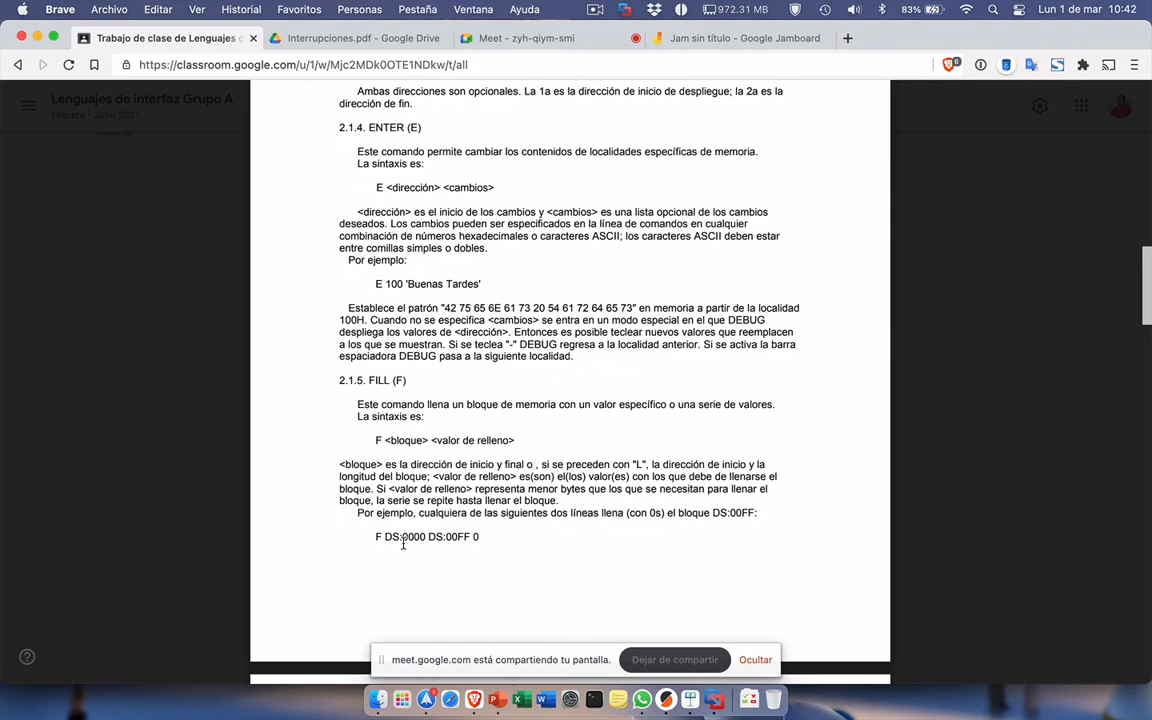 Brave Archivo Editar Ver Historial Favoritos Personas Pestaña Ventana Ayuda 972.31 MB 83% Lun 1 de mar 10:42
Trabajo de clase de Lenguajes Interrupciones.pdf - Google Drive Meet - zyh-qiym-smi Jam sin título - Google Jamboard
https://classroom.google.com/u/1/w/Mjc2MDk0OTE1NDkw/t/all 6
Lenguajes de interfaz Grupo A
Febrero - Julio 2021
Ambas direcciones son opcionales. La 1a es la dirección de inicio de despliegue; la 2a es la
dirección de fin.
2.1.4. ENTER (E)
Este comando permite cambiar los contenidos de localidades específicas de memoria.
La sintaxis es:
E <dirección> <cambios>
<dirección> es el inicio de los cambios y <cambios> es una lista opcional de los cambios
deseados. Los cambios pueden ser especificados en la línea de comandos en cualquier
combinación de números hexadecimales o caracteres ASCII; los caracteres ASCII deben estar
entre comillas simples o dobles.
Por ejemplo:
E 100 'Buenas Tardes'
Establece el patrón "42 75 65 6E 61 73 20 54 61 72 64 65 73" en memoria a partir de la localidad
100H. Cuando no se especifica <cambios> se entra en un modo especial en el que DEBUG
despliega los valores de <dirección>. Entonces es posible teclear nuevos valores que reemplacen
a los que se muestran. Si se teclea "-" DEBUG regresa a la localidad anterior. Si se activa la barra
espaciadora DEBUG pasa a la siguiente localidad.
2.1.5. FILL (F)
Este comando llena un bloque de memoria con un valor específico o una serie de valores.
La sintaxis es:
F <bloque> <valor de relleno>
<bloque> es la dirección de inicio y final o , si se preceden con "L", la dirección de inicio y la
longitud del bloque; <valor de relleno> es(son) el(los) valor(es) con los que debe de llenarse el
bloque. Si <valor de relleno> representa menor bytes que los que se necesitan para llenar el
bloque, la serie se repite hasta llenar el bloque.
Por ejemplo, cualquiera de las siguientes dos líneas llena (con 0s) el bloque DS:00FF:
F DS:0000 DS:00FF 0
meet.google.com está compartiendo tu pantalla. Dejar de compartir Ocultar